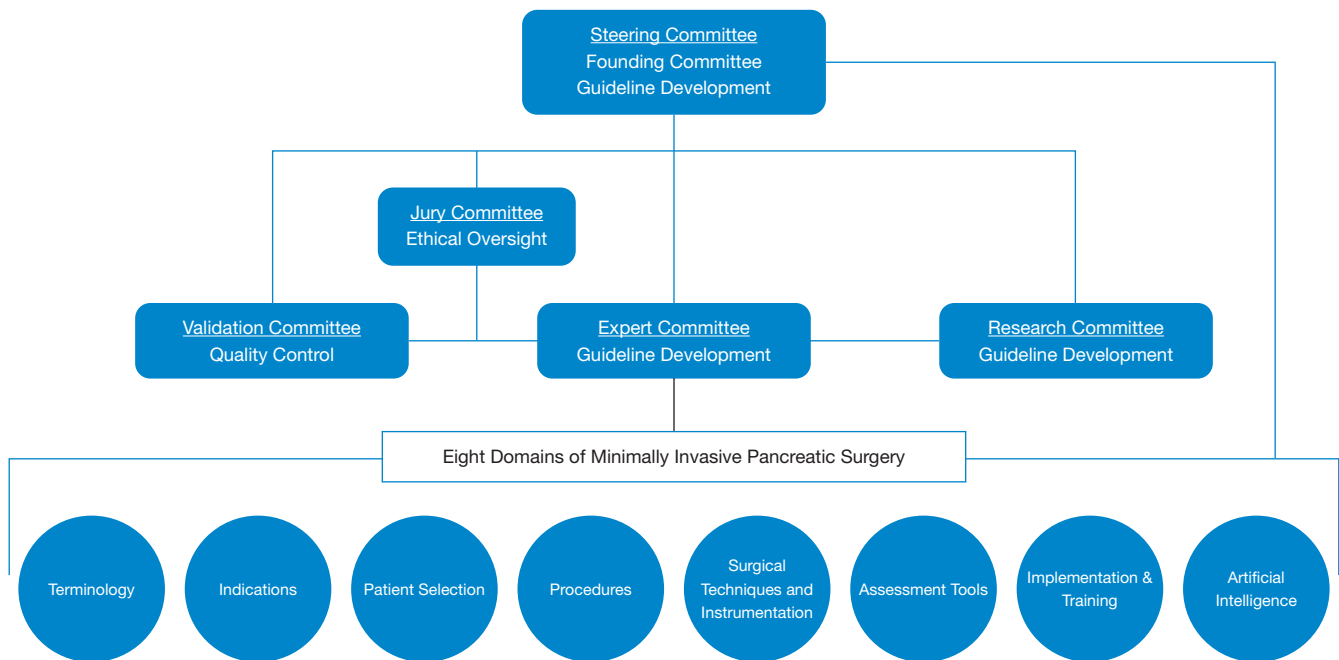 Steering Committee
Founding Committee
Guideline Development
Jury Committee
Ethical Oversight
Validation Committee
Quality Control
Expert Committee
Guideline Development
Research Committee
Guideline Development
Eight Domains of Minimally Invasive Pancreatic Surgery
Terminology
Indications
Patient Selection
Procedures
Surgical
Techniques and
Instrumentation
Assessment Tools
Implementation &
Training
Artificial
Intelligence